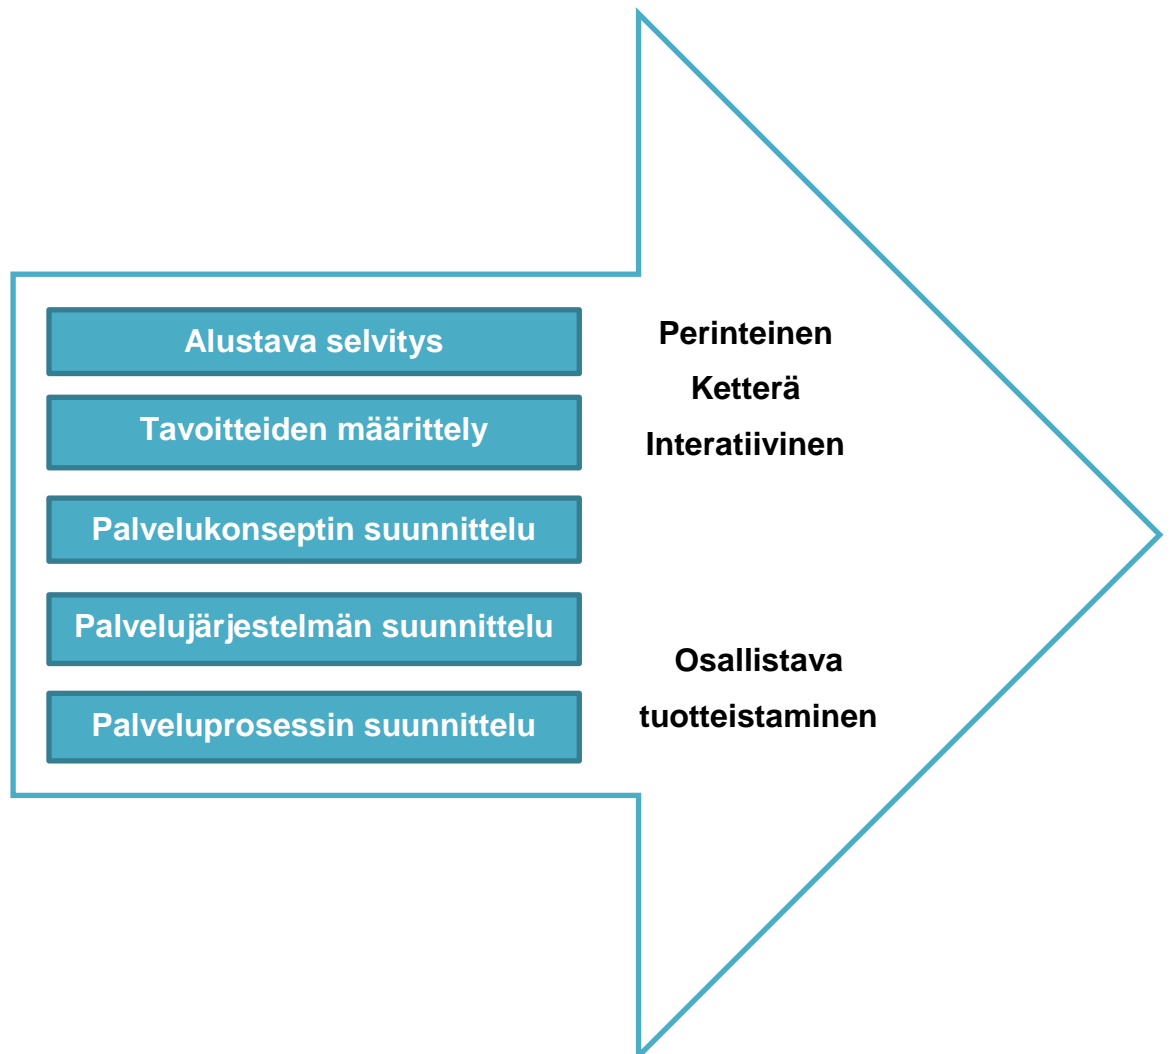 Alustava selvitys
Tavoitteiden määrittely
Palvelukonseptin suunnittelu
Palvelujärjestelmän suunnittelu
Palveluprosessin suunnittelu
Perinteinen
Ketterä
Interatiivinen
Osallistava
tuotteistaminen